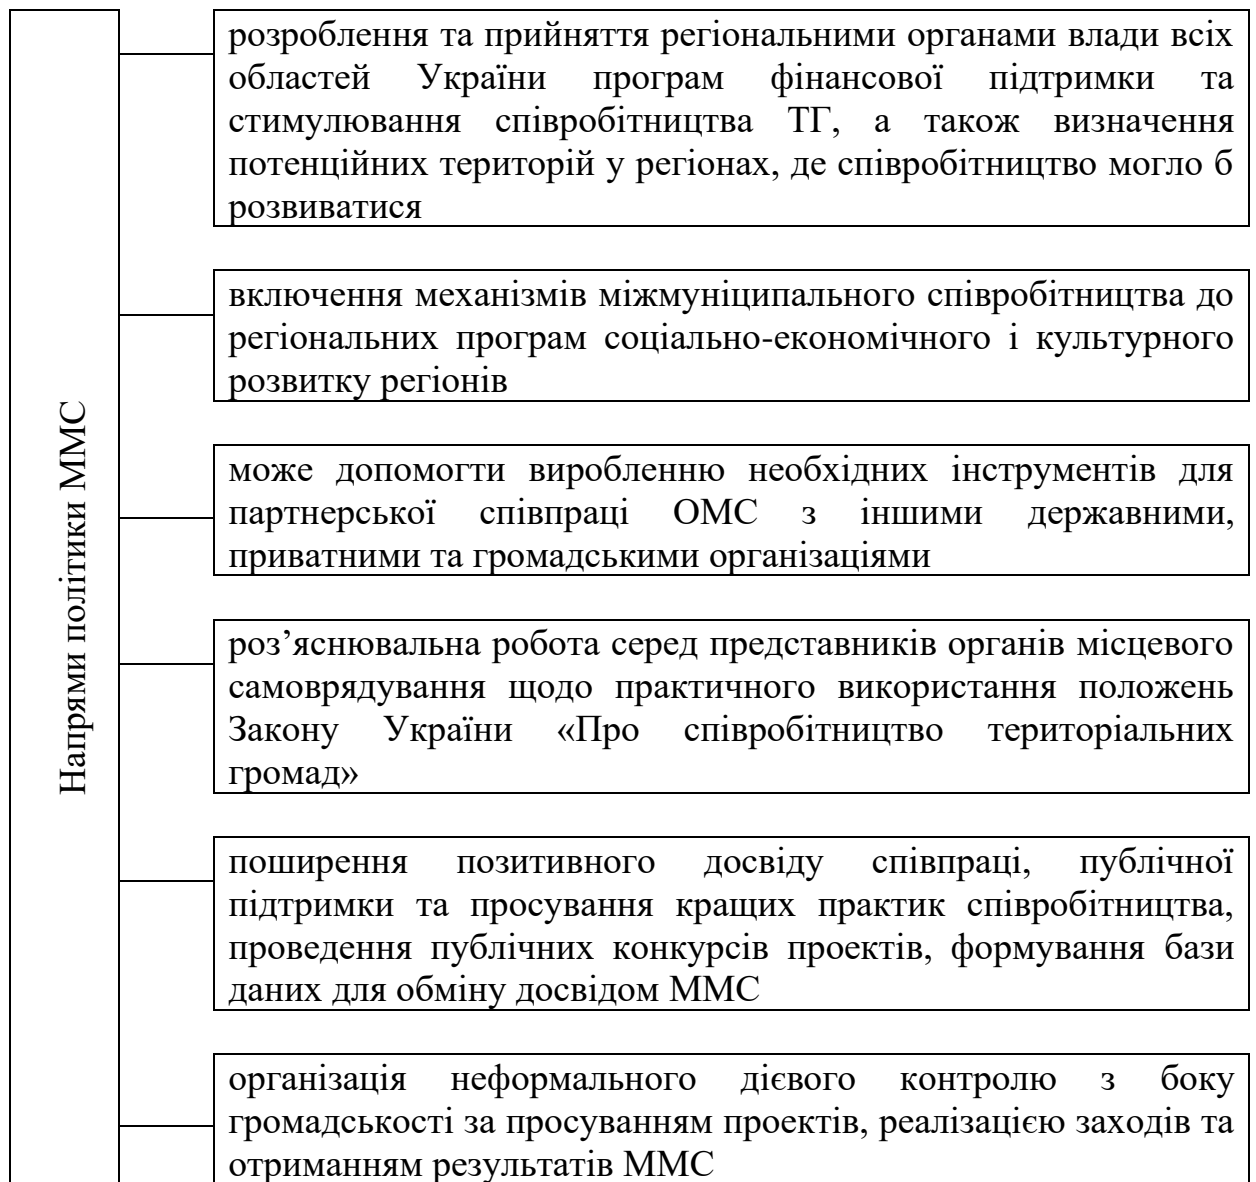 Напрями політики ММС
розроблення та прийняття регіональними органами влади всіх
областей України програм фінансової підтримки та
стимулювання співробітництва ТГ, а також визначення
потенційних територій у регіонах, де співробітництво могло б
розвиватися
включення механізмів міжмуніципального співробітництва до
регіональних програм соціально-економічного і культурного
розвитку регіонів
може допомогти виробленню необхідних інструментів для
партнерської співпраці ОМС з іншими державними,
приватними та громадськими організаціями
роз’яснювальна робота серед представників органів місцевого
самоврядування щодо практичного використання положень
Закону України «Про співробітництво територіальних
громад»
поширення позитивного досвіду співпраці, публічної
підтримки та просування кращих практик співробітництва,
проведення публічних конкурсів проектів, формування бази
даних для обміну досвідом ММС
організація неформального дієвого контролю з боку
громадськості за просуванням проектів, реалізацією заходів та
отриманням результатів ММС